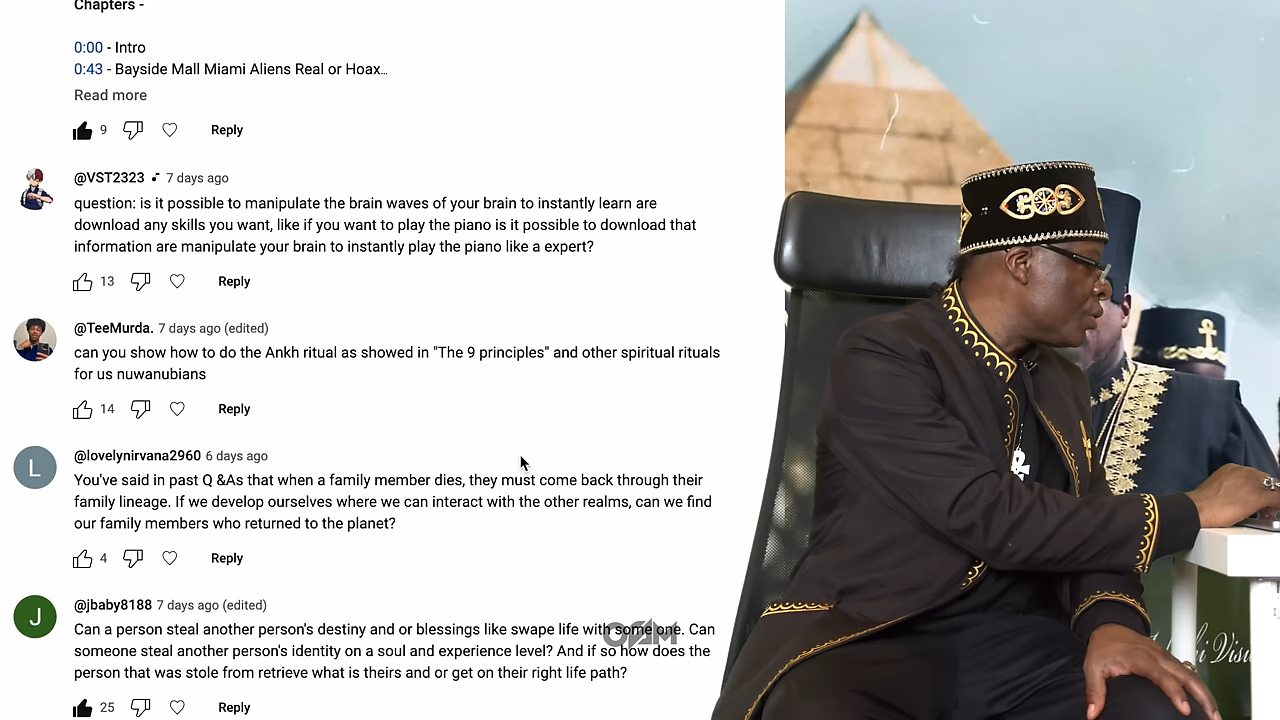 Chapters -
0:00 - Intro
0:43 - Bayside Mall Miami Aliens Real or Hoax...
Read more
9
Reply
@VST2323 7 days ago
question: is it possible to manipulate the brain waves of your brain to instantly learn are
download any skills you want, like if you want to play the piano is it possible to download that
information are manipulate your brain to instantly play the piano like a expert?
13
Reply
@TeeMurda. 7 days ago (edited)
can you show how to do the Ankh ritual as showed in "The 9 principles" and other spiritual rituals
for us nuwanubians
14
Reply
L
@lovelynirvana2960 6 days ago
You've said in past Q &As that when a family member dies, they must come back through their
family lineage. If we develop ourselves where we can interact with the other realms, can we find
our family members who returned to the planet?
4
Reply
J
@jbaby8188 7 days ago (edited)
Can a person steal another person's destiny and or blessings like swape life with some one. Can
someone steal another person's identity on a soul and experience level? And if so how does the
person that was stole from retrieve what is theirs and or get on their right life path?
25
Reply